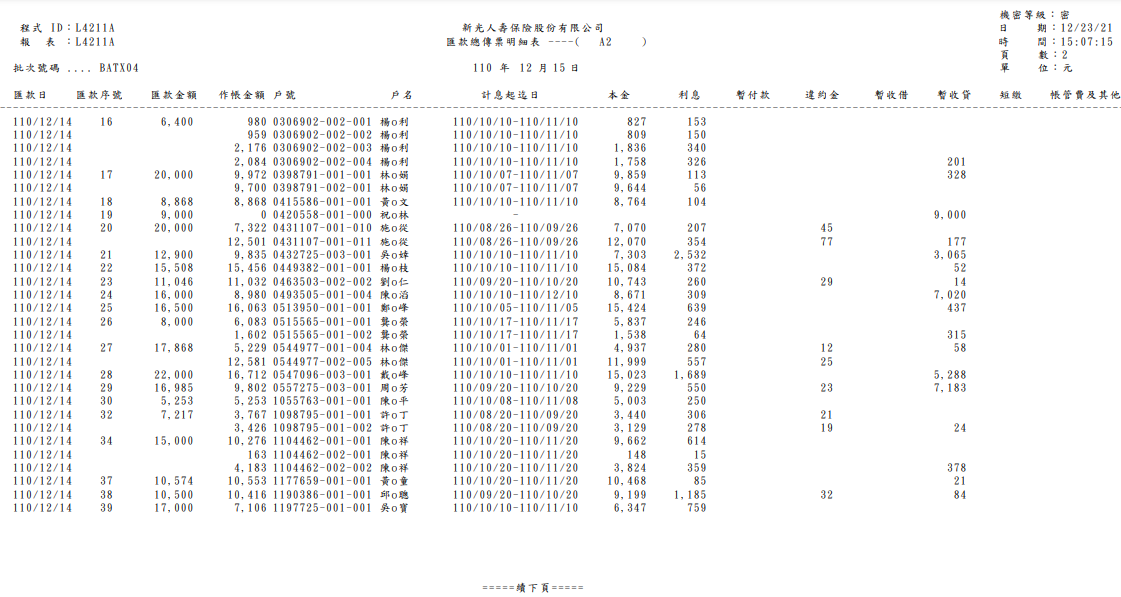 機密等級：密
程式 ID：L4211A 新光人壽保險股份有限公司 日 期：12/23/21
報 表 ：L4211A 匯款總傳票明細表 ----( A2 ) 時 間：15:07:15
頁 數：2
批次號碼 .... BATX04 110 年 12 月 15 日 單 位：元
匯款日 匯款序號 匯款金額 作帳金額 戶號 戶名 計息起迄日 本金 利息 暫付款 違約金 暫收借 暫收貸 短繳 帳管費及其他
110/12/14 16 6,400 980 0306902-002-001 楊o利 110/10/10-110/11/10 827 153
110/12/14 959 0306902-002-002 楊o利 110/10/10-110/11/10 809 150
110/12/14 2,176 0306902-002-003 楊o利 110/10/10-110/11/10 1,836 340
110/12/14 2,084 0306902-002-004 楊o利 110/10/10-110/11/10 1,758 326 201
110/12/14 17 20,000 9,972 0398791-001-001 林o娟 110/10/07-110/11/07 9,859 113 328
110/12/14 9,700 0398791-002-001 林o娟 110/10/07-110/11/07 9,644 56
110/12/14 18 8,868 8,868 0415586-001-001 黃o文 110/10/10-110/11/10 8,764 104
110/12/14 19 9,000 0 0420558-001-000 祝o林 - 9,000
110/12/14 20 20,000 7,322 0431107-001-010 施o從 110/08/26-110/09/26 7,070 207 45
110/12/14 12,501 0431107-001-011 施o從 110/08/26-110/09/26 12,070 354 77 177
110/12/14 21 12,900 9,835 0432725-003-001 吳o婞 110/10/10-110/11/10 7,303 2,532 3,065
110/12/14 22 15,508 15,456 0449382-001-001 楊o枝 110/10/10-110/11/10 15,084 372 52
110/12/14 23 11,046 11,032 0463503-002-002 劉o仁 110/09/20-110/10/20 10,743 260 29 14
110/12/14 24 16,000 8,980 0493505-001-004 陳o滔 110/10/10-110/12/10 8,671 309 7,020
110/12/14 25 16,500 16,063 0513950-001-001 鄭o峰 110/10/05-110/11/05 15,424 639 437
110/12/14 26 8,000 6,083 0515565-001-001 龔o榮 110/10/17-110/11/17 5,837 246
110/12/14 1,602 0515565-001-002 龔o榮 110/10/17-110/11/17 1,538 64 315
110/12/14 27 17,868 5,229 0544977-001-004 林o傑 110/10/01-110/11/01 4,937 280 12 58
110/12/14 12,581 0544977-002-005 林o傑 110/10/01-110/11/01 11,999 557 25
110/12/14 28 22,000 16,712 0547096-003-001 戴o峰 110/10/10-110/11/10 15,023 1,689 5,288
110/12/14 29 16,985 9,802 0557275-003-001 周o芳 110/09/20-110/10/20 9,229 550 23 7,183
110/12/14 30 5,253 5,253 1055763-001-001 陳o平 110/10/08-110/11/08 5,003 250
110/12/14 32 7,217 3,767 1098795-001-001 許o丁 110/08/20-110/09/20 3,440 306 21
110/12/14 3,426 1098795-001-002 許o丁 110/08/20-110/09/20 3,129 278 19 24
110/12/14 34 15,000 10,276 1104462-001-001 陳o祥 110/10/20-110/11/20 9,662 614
110/12/14 163 1104462-002-001 陳o祥 110/10/20-110/11/20 148 15
110/12/14 4,183 1104462-002-002 陳o祥 110/10/20-110/11/20 3,824 359 378
110/12/14 37 10,574 10,553 1177659-001-001 黃o童 110/10/20-110/11/20 10,468 85 21
110/12/14 38 10,500 10,416 1190386-001-001 邱o聰 110/09/20-110/10/20 9,199 1,185 32 84
110/12/14 39 17,000 7,106 1197725-001-001 吳o寶 110/10/10-110/11/10 6,347 759
=====續下頁=====